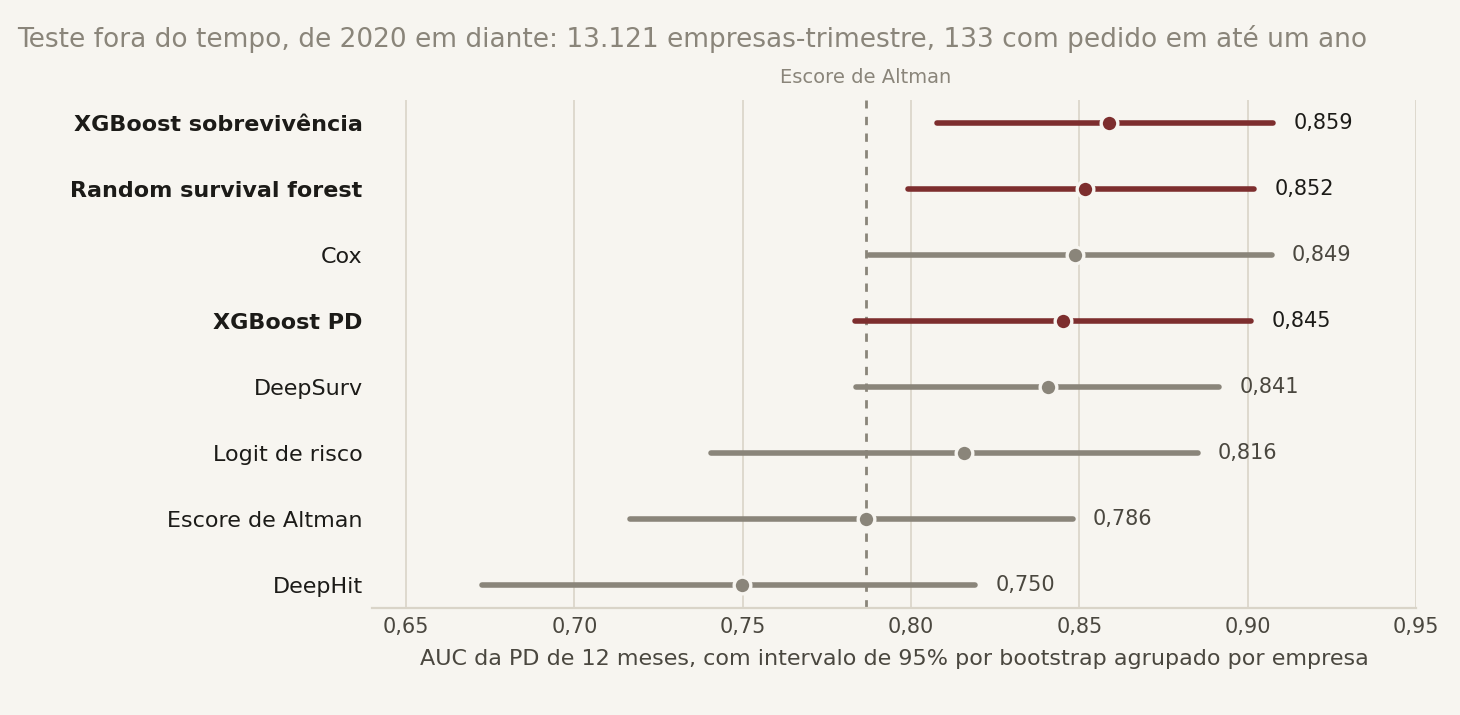 Teste fora do tempo, de 2020 em diante: 13.121 empresas-trimestre, 133 com pedido em até um ano
Escore de Altman
XGBoost sobrevivência 0,859
Random survival forest 0,852
Cox 0,849
XGBoost PD 0,845
DeepSurv 0,841
Logit de risco 0,816
Escore de Altman 0,786
DeepHit 0,750
0,65 0,70 0,75 0,80 0,85 0,90 0,95
AUC da PD de 12 meses, com intervalo de 95% por bootstrap agrupado por empresa